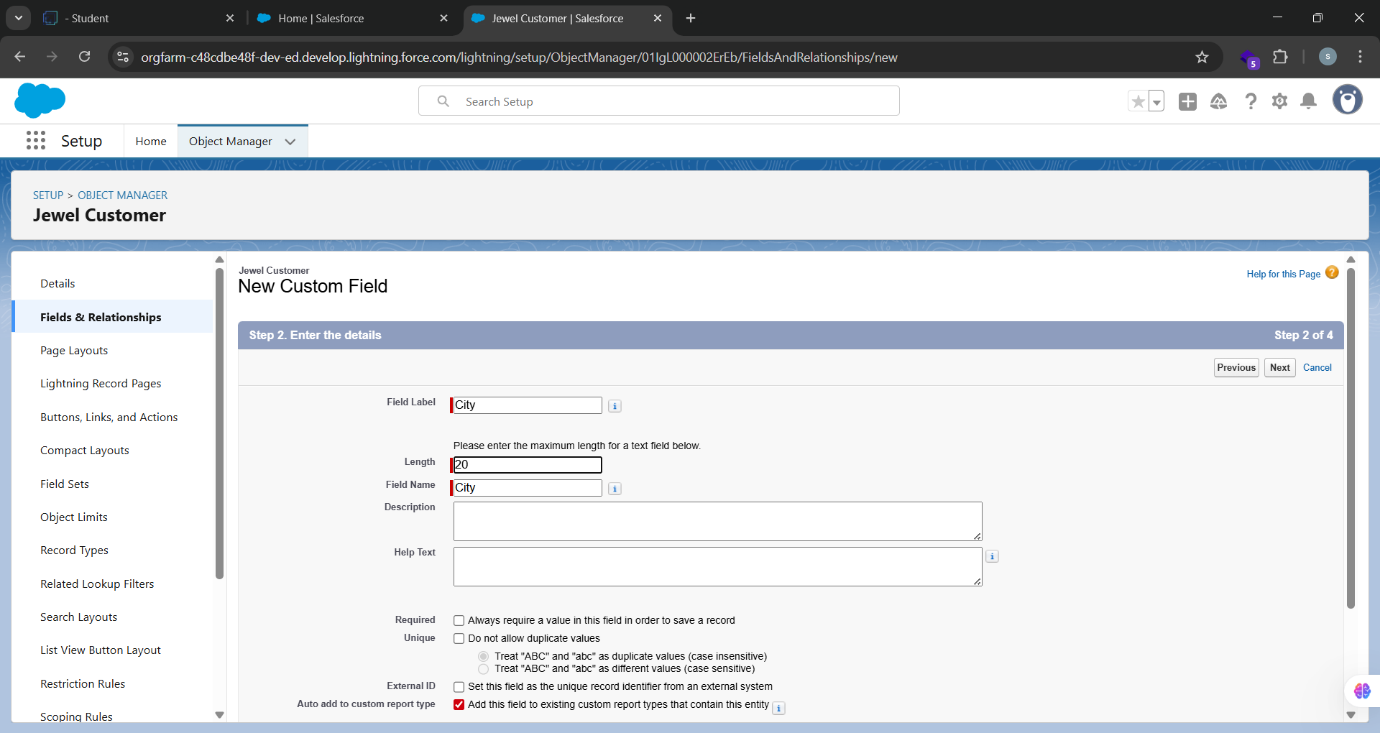 - Student
Home | Salesforce
Jewel Customer | Salesforce
orgfarm-c48cdbe48f-dev-ed.develop.lightning.force.com/lightning/setup/ObjectManager/01IgL000002ErEb/FieldsAndRelationships/new
5
S
Search Setup
Setup
Home
Object Manager
SETUP > OBJECT MANAGER
Jewel Customer
Details
Fields & Relationships
Page Layouts
Lightning Record Pages
Buttons, Links, and Actions
Compact Layouts
Field Sets
Object Limits
Record Types
Related Lookup Filters
Search Layouts
List View Button Layout
Restriction Rules
Scoping Rules
Jewel Customer
New Custom Field
Help for this Page
Step 2. Enter the details
Step 2 of 4
Previous Next Cancel
Field Label City
Please enter the maximum length for a text field below.
Length 20
Field Name City
Description
Help Text
Required Always require a value in this field in order to save a record
Unique Do not allow duplicate values
Treat "ABC" and "abc" as duplicate values (case insensitive)
Treat "ABC" and "abc" as different values (case sensitive)
External ID Set this field as the unique record identifier from an external system
Auto add to custom report type Add this field to existing custom report types that contain this entity